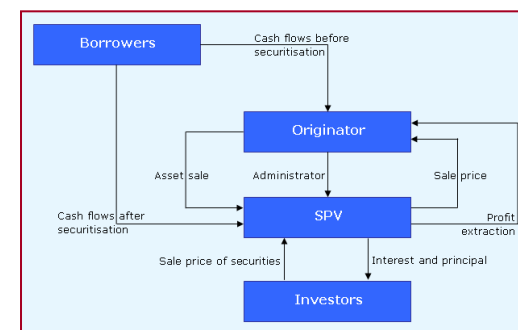 Borrowers
Cash flows before
securitisation
Originator
Asset sale
Administrator
Sale price
SPV
Cash flows after
securitisation
Profit
extraction
Sale price of securities
Interest and principal
Investors